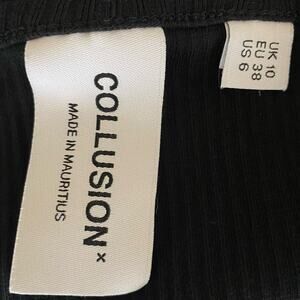 COLLUSION×
MADE IN MAURITIUS
UK 10
EU 38
US 6